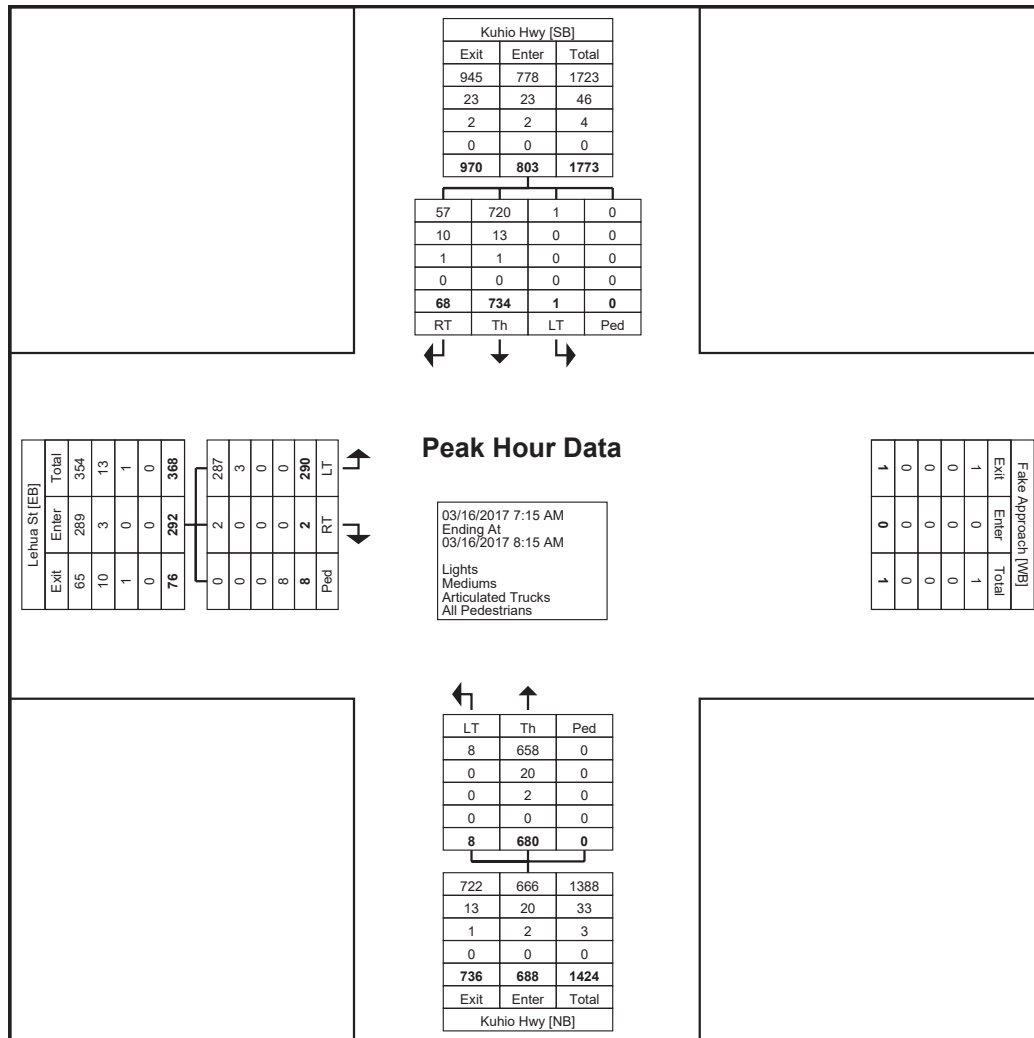 Kuhio Hwy [SB]
Exit Enter Total
945 778 1723
23 23 46
2 2 4
0 0 0
970 803 1773
57 720 1 0
10 13 0 0
1 1 0 0
0 0 0 0
68 734 1 0
RT Th LT Ped
Peak Hour Data
03/16/2017 7:15 AM
Ending At
03/16/2017 8:15 AM
Lights
Mediums
Articulated Trucks
All Pedestrians
Lehua St [EB]
Exit Enter Total
65 289 354
10 3 13
1 0 1
0 0 0
76 292 368
0 2 287
0 0 3
0 0 0
8 0 0
8 2 290
Ped RT LT
Fake Approach [WB]
Exit Enter Total
1 0 1
0 0 0
0 0 0
0 0 0
1 0 1
LT Th Ped
8 658 0
0 20 0
0 2 0
0 0 0
8 680 0
722 666 1388
13 20 33
1 2 3
0 0 0
736 688 1424
Exit Enter Total
Kuhio Hwy [NB]